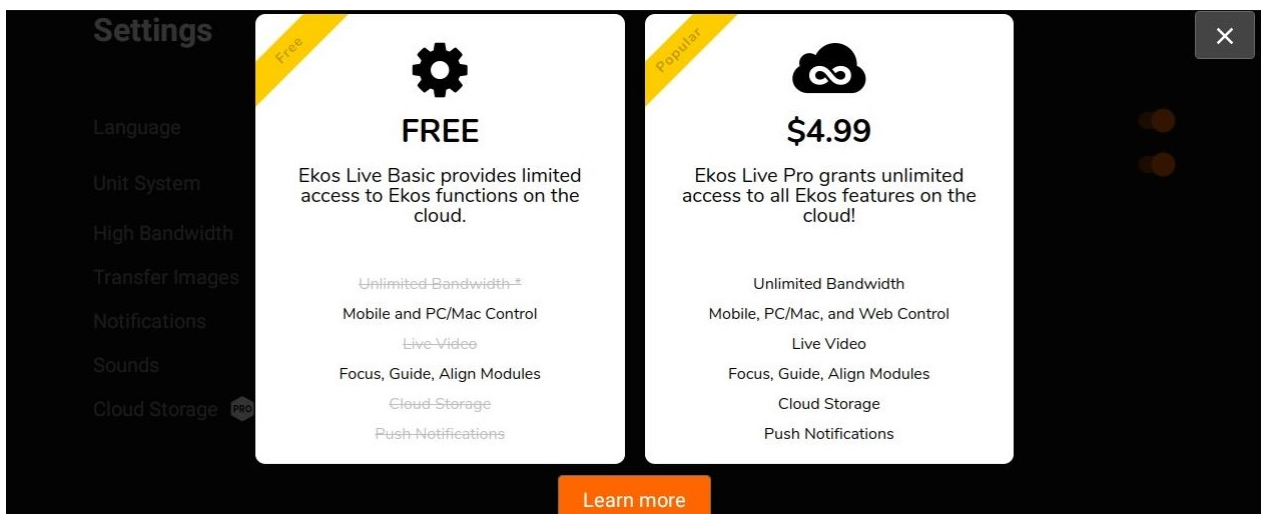 Settings
Language
Unit System
High Bandwidth
Transfer Images
Notifications
Sounds
Cloud Storage PRO
Free
FREE
Ekos Live Basic provides limited
access to Ekos functions on the
cloud.
Unlimited Bandwidth *
Mobile and PC/Mac Control
Live Video
Focus, Guide, Align Modules
Cloud Storage
Push Notifications
Popular
$4.99
Ekos Live Pro grants unlimited
access to all Ekos features on the
cloud!
Unlimited Bandwidth
Mobile, PC/Mac, and Web Control
Live Video
Focus, Guide, Align Modules
Cloud Storage
Push Notifications
Learn more